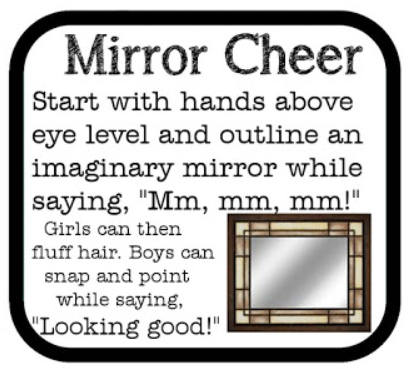 Mirror Cheer
Start with hands above
eye level and outline an
imaginary mirror while
saying, "Mm, mm, mm!"
Girls can then
fluff hair. Boys can
snap and point
while saying,
"Looking good!"